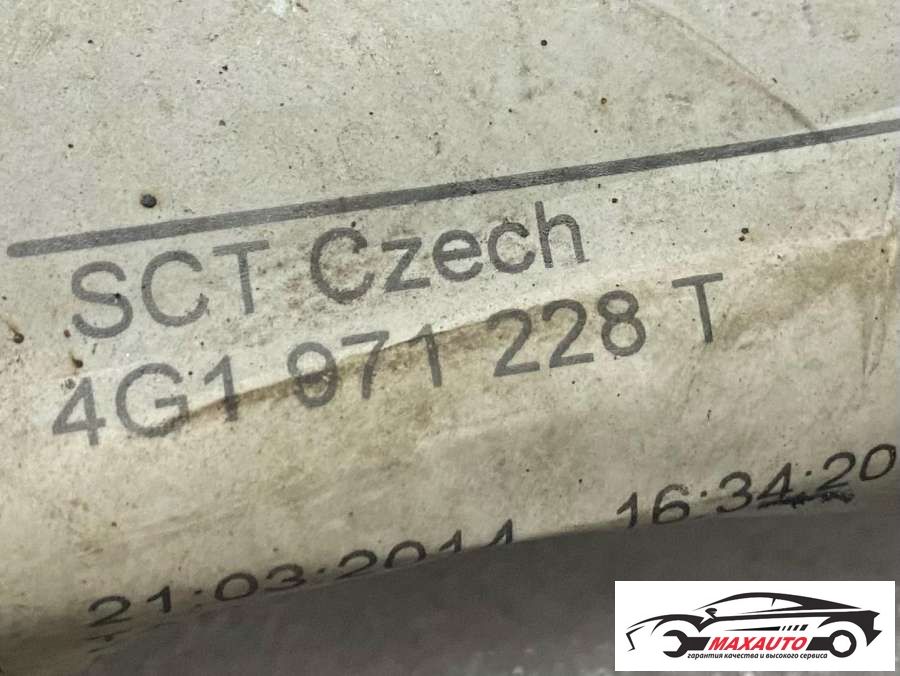 SCT Czech
4G1 971 228 T
21:03:2014 16:34:20
MAXAUTO
гарантия качества и высокого сервиса